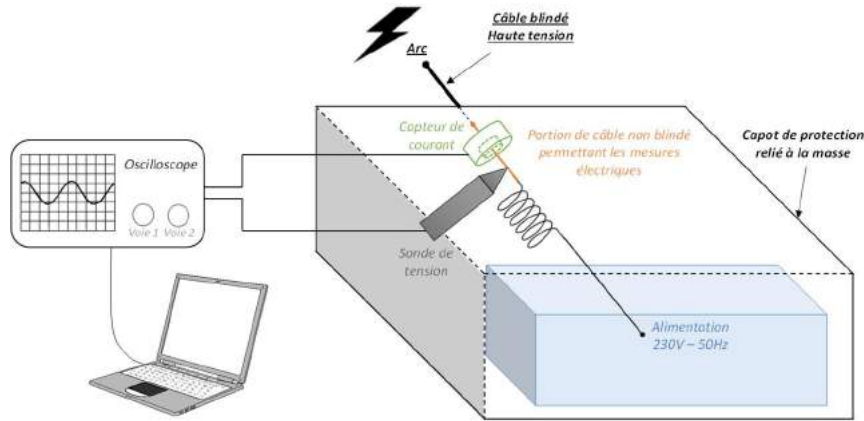 Câble blindé
Haute tension
Arc
Capteur de
courant
Portion de câble non blindé
permettant les mesures
électriques
Capot de protection
relié à la masse
Oscilloscope
Voie 1 Voie 2
Sonde de
tension
Alimentation
230V – 50Hz